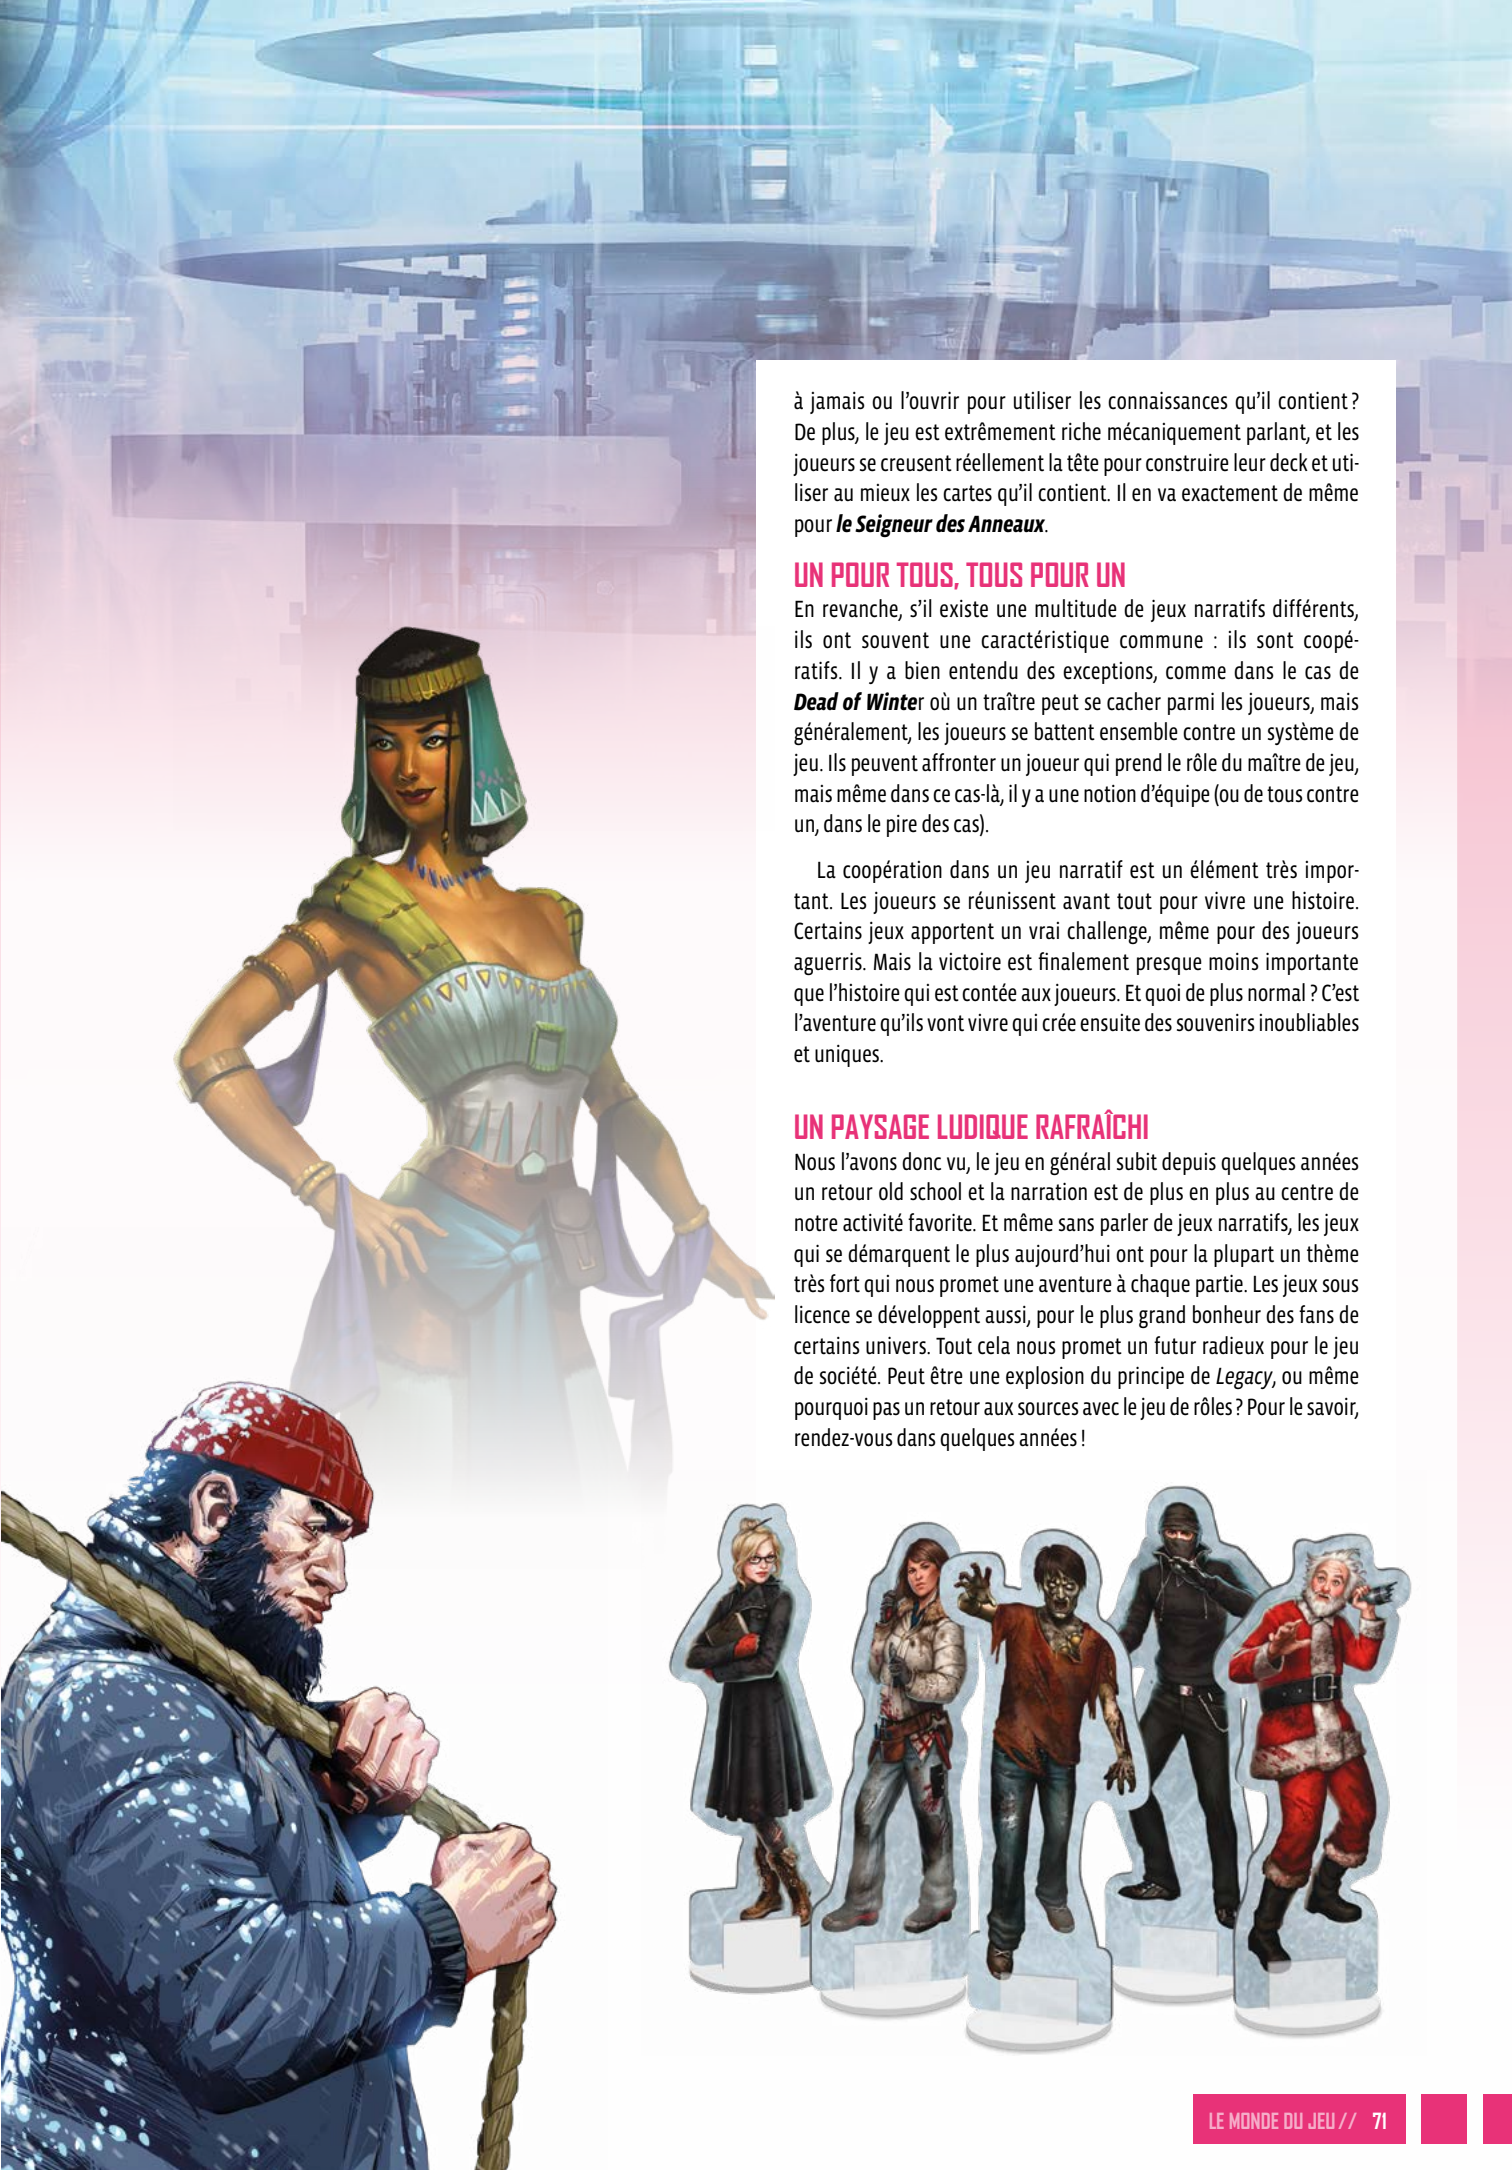 à jamais ou l’ouvrir pour utiliser les connaissances qu’il contient ?
De plus, le jeu est extrêmement riche mécaniquement parlant, et les
joueurs se creusent réellement la tête pour construire leur deck et uti-
liser au mieux les cartes qu’il contient. Il en va exactement de même
pour le Seigneur des Anneaux.
UN POUR TOUS, TOUS POUR UN
En revanche, s’il existe une multitude de jeux narratifs différents,
ils ont souvent une caractéristique commune : ils sont coopé-
ratifs. Il y a bien entendu des exceptions, comme dans le cas de
Dead of Winter où un traître peut se cacher parmi les joueurs, mais
généralement, les joueurs se battent ensemble contre un système de
jeu. Ils peuvent affronter un joueur qui prend le rôle du maître de jeu,
mais même dans ce cas-là, il y a une notion d’équipe (ou de tous contre
un, dans le pire des cas).
La coopération dans un jeu narratif est un élément très impor-
tant. Les joueurs se réunissent avant tout pour vivre une histoire.
Certains jeux apportent un vrai challenge, même pour des joueurs
aguerris. Mais la victoire est finalement presque moins importante
que l’histoire qui est contée aux joueurs. Et quoi de plus normal ? C’est
l’aventure qu’ils vont vivre qui crée ensuite des souvenirs inoubliables
et uniques.
UN PAYSAGE LUDIQUE RAFRAÎCHI
Nous l’avons donc vu, le jeu en général subit depuis quelques années
un retour old school et la narration est de plus en plus au centre de
notre activité favorite. Et même sans parler de jeux narratifs, les jeux
qui se démarquent le plus aujourd’hui ont pour la plupart un thème
très fort qui nous promet une aventure à chaque partie. Les jeux sous
licence se développent aussi, pour le plus grand bonheur des fans de
certains univers. Tout cela nous promet un futur radieux pour le jeu
de société. Peut être une explosion du principe de Legacy, ou même
pourquoi pas un retour aux sources avec le jeu de rôles ? Pour le savoir,
rendez-vous dans quelques années !
LE MONDE DU JEU // 71